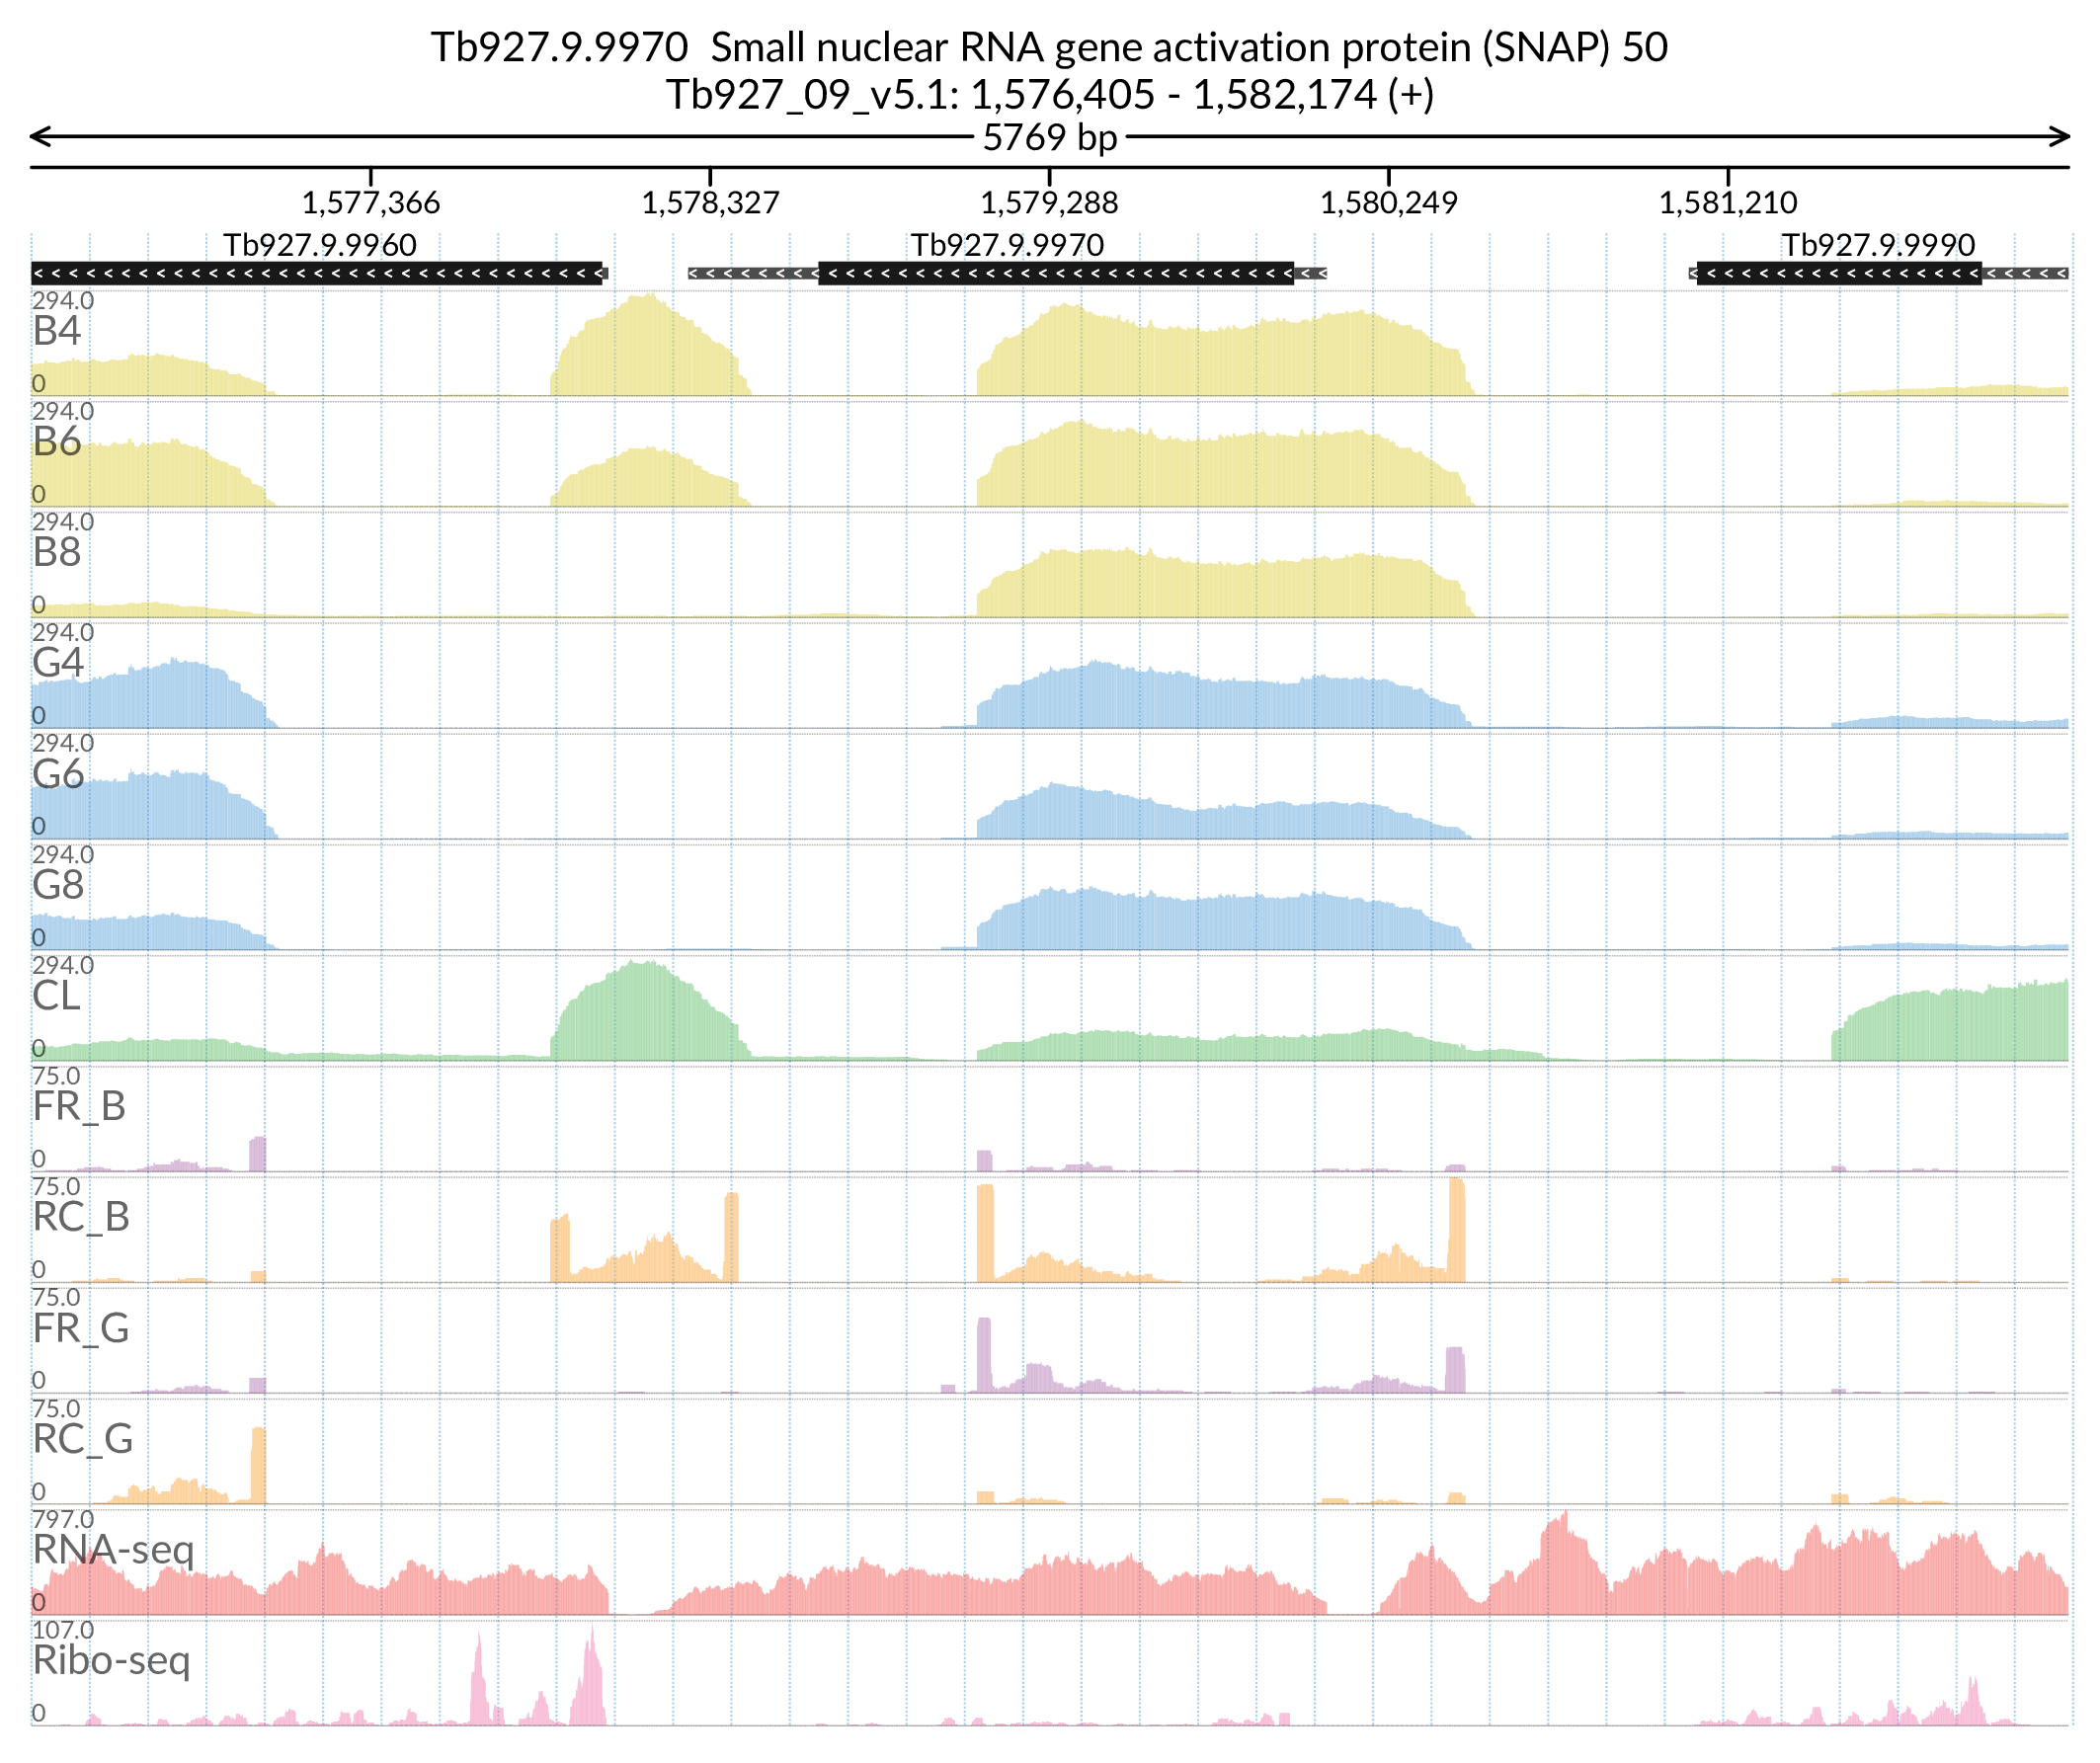 Tb927.9.9970  Small nuclear RNA gene activation protein (SNAP) 50
Tb927_09_v5.1: 1,576,405 - 1,582,174 (+)
5769 bp
1,577,366 1,578,327 1,579,288 1,580,249 1,581,210
Tb927.9.9960 Tb927.9.9970 Tb927.9.9990
294.0
B4
0
294.0
B6
0
294.0
B8
0
294.0
G4
0
294.0
G6
0
294.0
G8
0
294.0
CL
0
75.0
FR_B
0
75.0
RC_B
0
75.0
FR_G
0
75.0
RC_G
0
797.0
RNA-seq
0
107.0
Ribo-seq
0